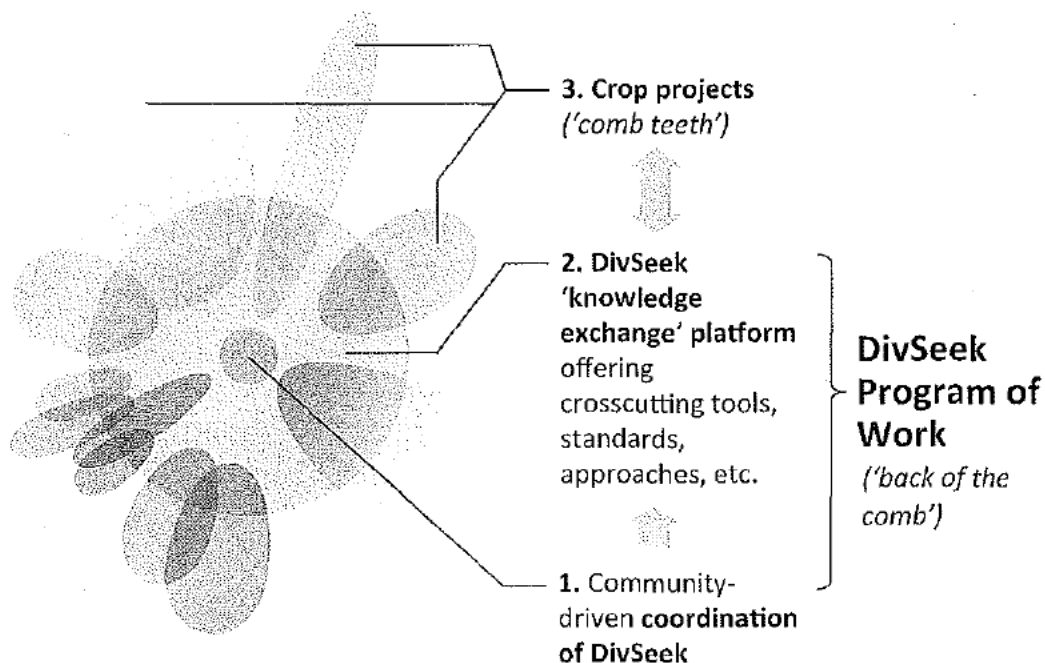 3. Crop projects
('comb teeth')
2. DivSeek
'knowledge
exchange' platform
offering
crosscutting tools,
standards,
approaches, etc.
1. Community-
driven coordination
of DivSeek
DivSeek
Program of
Work
('back of the
comb')